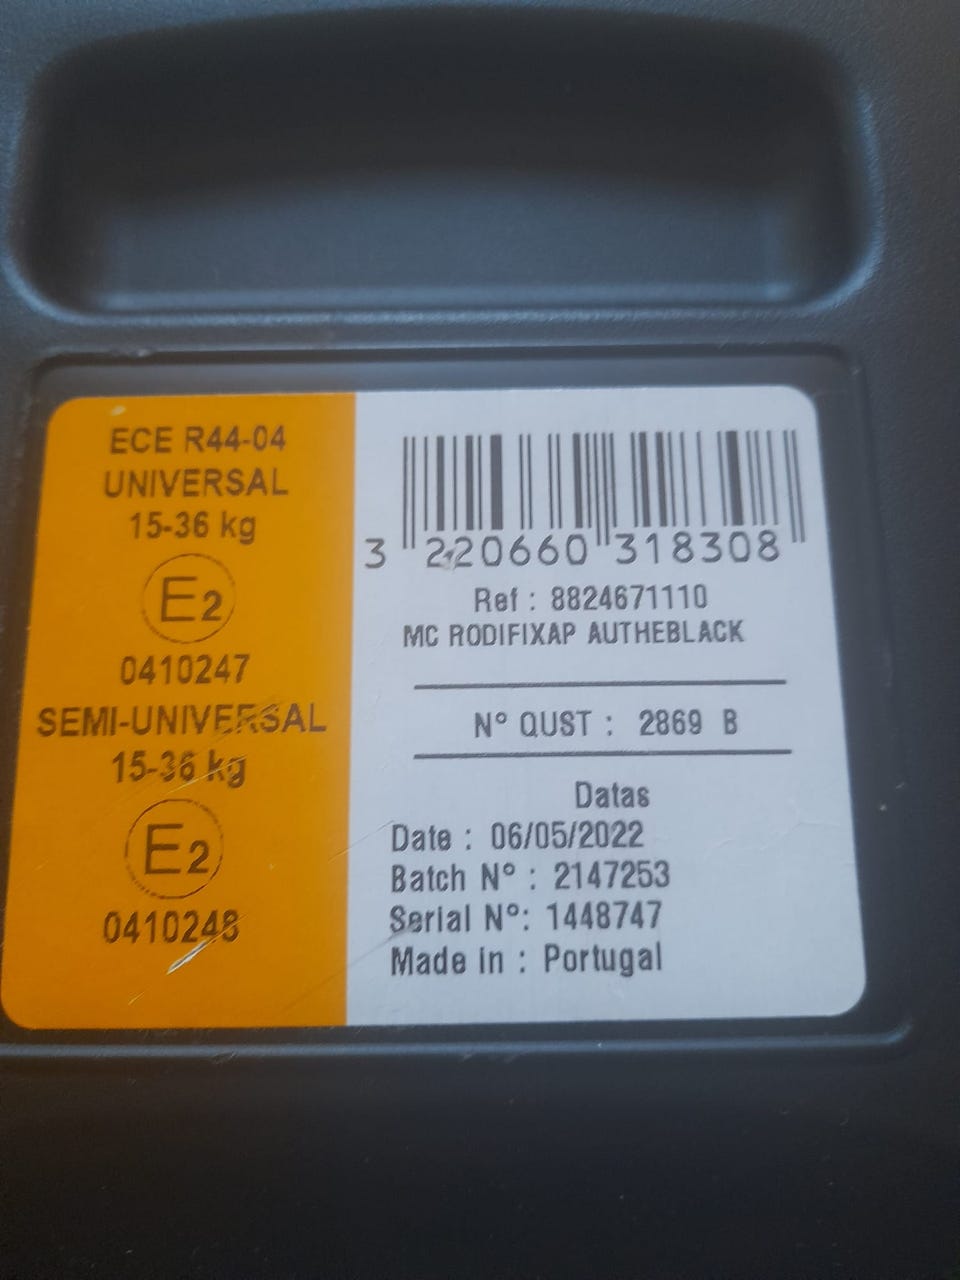 ECE R44-04
UNIVERSAL
15-36 kg
E2
0410247
SEMI-UNIVERSAL
15-36 kg
E2
0410248
3 220660 318308
Ref : 8824671110
MC RODIFIXAP AUTHEBLACK
N° QUST : 2869 B
Datas
Date : 06/05/2022
Batch N° : 2147253
Serial N°: 1448747
Made in : Portugal